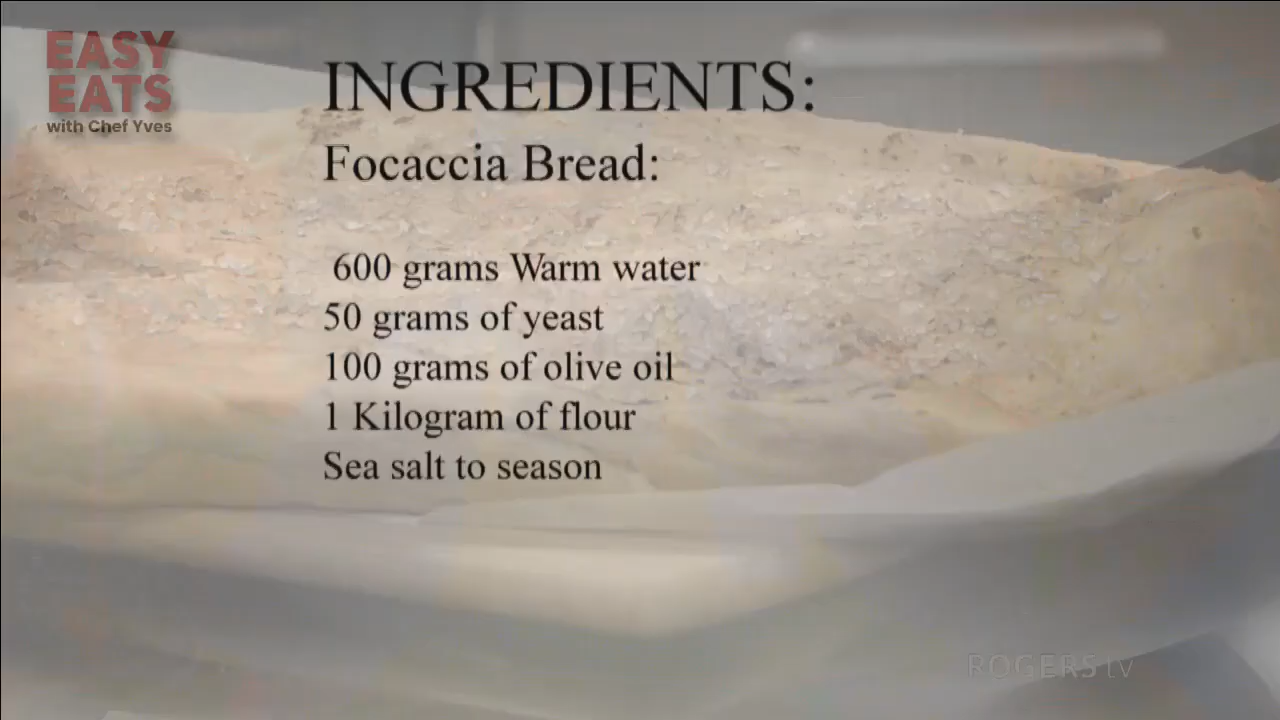 EASY
EATS
with Chef Yves
INGREDIENTS:
Focaccia Bread:
600 grams Warm water
50 grams of yeast
100 grams of olive oil
1 Kilogram of flour
Sea salt to season
ROGERS tv